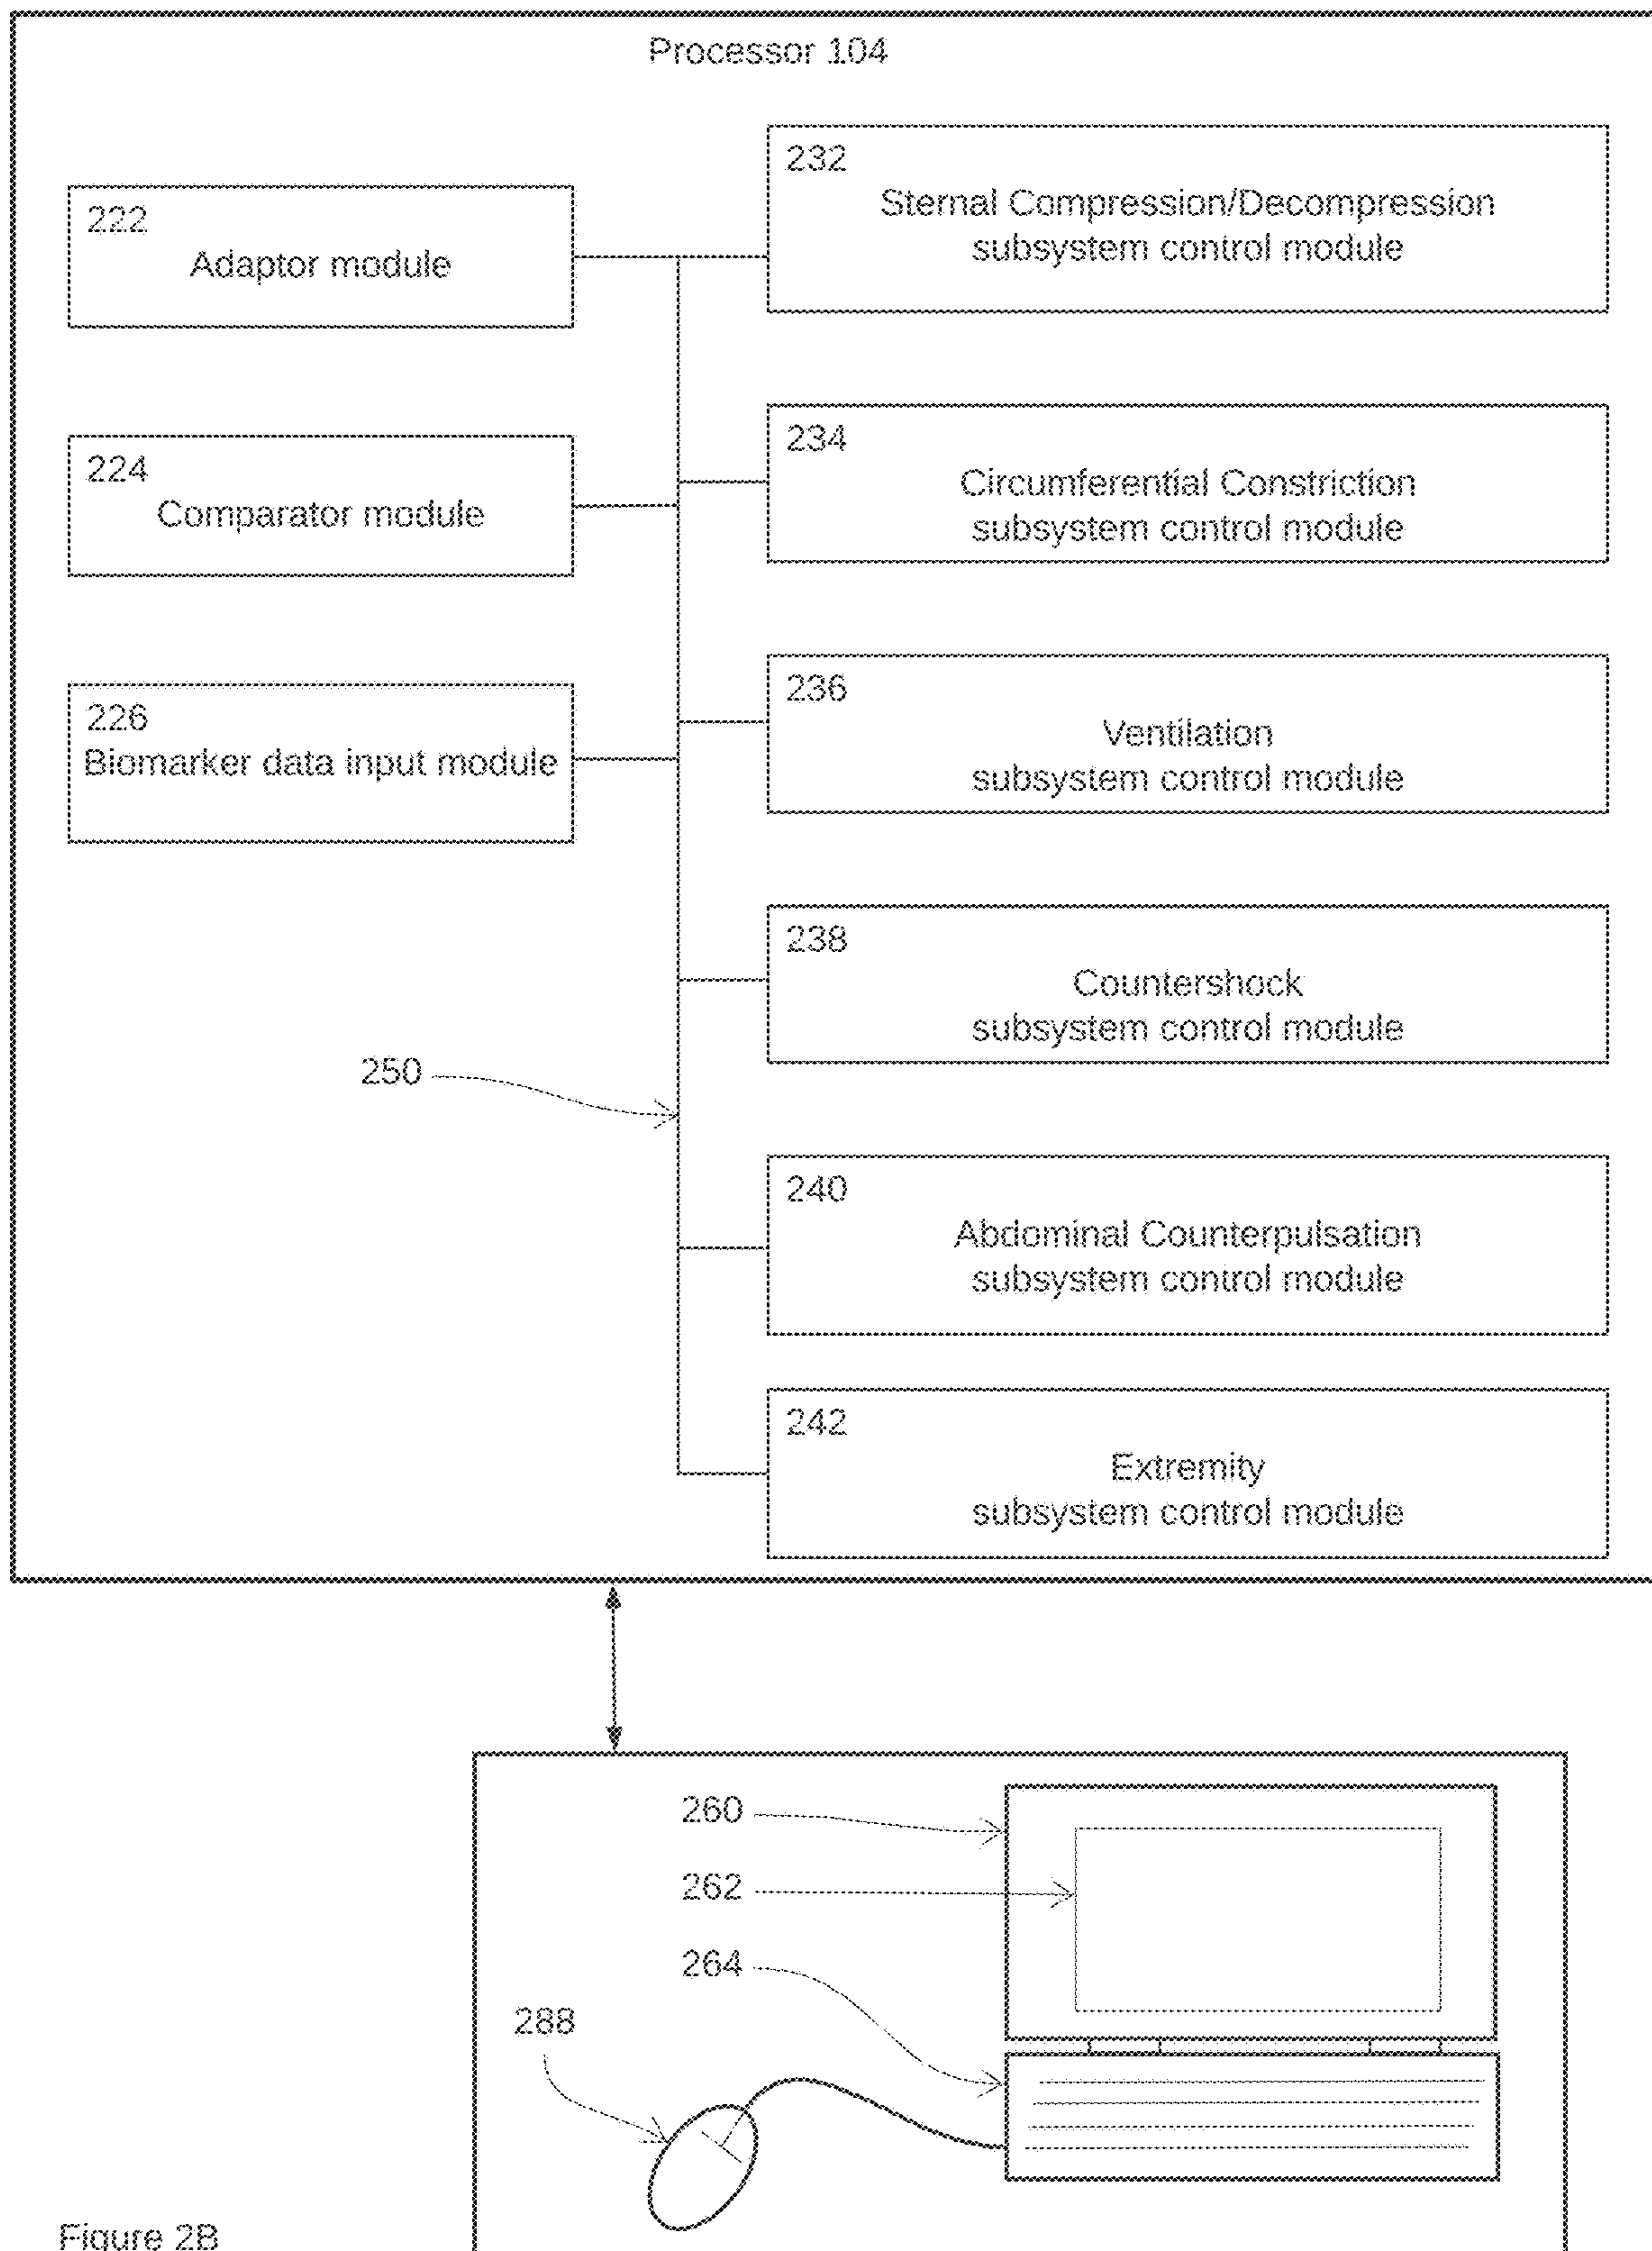 Processor 104
222
Adaptor module
224
Comparator module
226
Biomarker data input module
232
Sternal Compression/Decompression
subsystem control module
234
Circumferential Constriction
subsystem control module
236
Ventilation
subsystem control module
238
Countershock
subsystem control module
240
Abdominal Counterpulsation
subsystem control module
242
Extremity
subsystem control module
250
260
262
264
288
Figure 2B